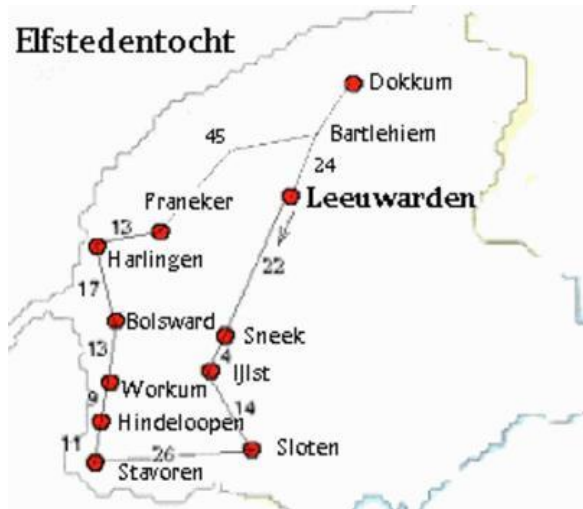 Elfstedentocht
Dokkum
45
Bartlehiem
24
Franeker
Leeuwarden
13
Harlingen
22
17
Bolsward
Sneek
13
4
IJlst
Workum
9
14
Hindeloopen
11
26
Sloten
Stavoren